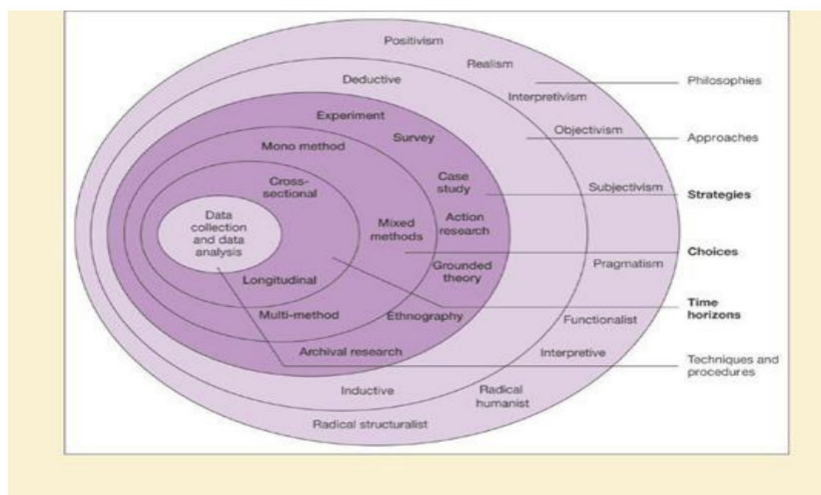 Positivism
Realism
Deductive
Philosophies
Interpretivism
Experiment
Objectivism
Survey
Approaches
Mono method
Case
study
Cross-
sectional
Subjectivism
Strategies
Data
collection
and data
analysis
Mixed
methods
Action
research
Choices
Grounded
theory
Pragmatism
Longitudinal
Time
horizons
Multi-method
Ethnography
Functionalist
Archival research
Interpretive
Techniques and
procedures
Inductive
Radical
humanist
Radical structuralist